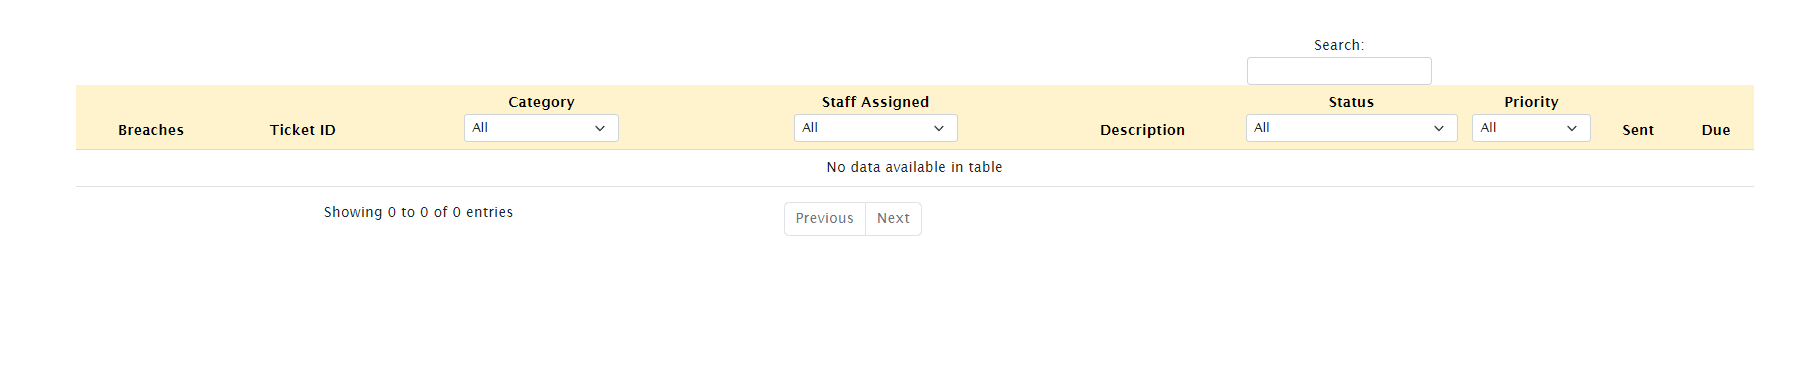 Search:
Breaches Ticket ID Category Staff Assigned Description Status Priority Sent Due
All All All All
No data available in table
Showing 0 to 0 of 0 entries Previous Next